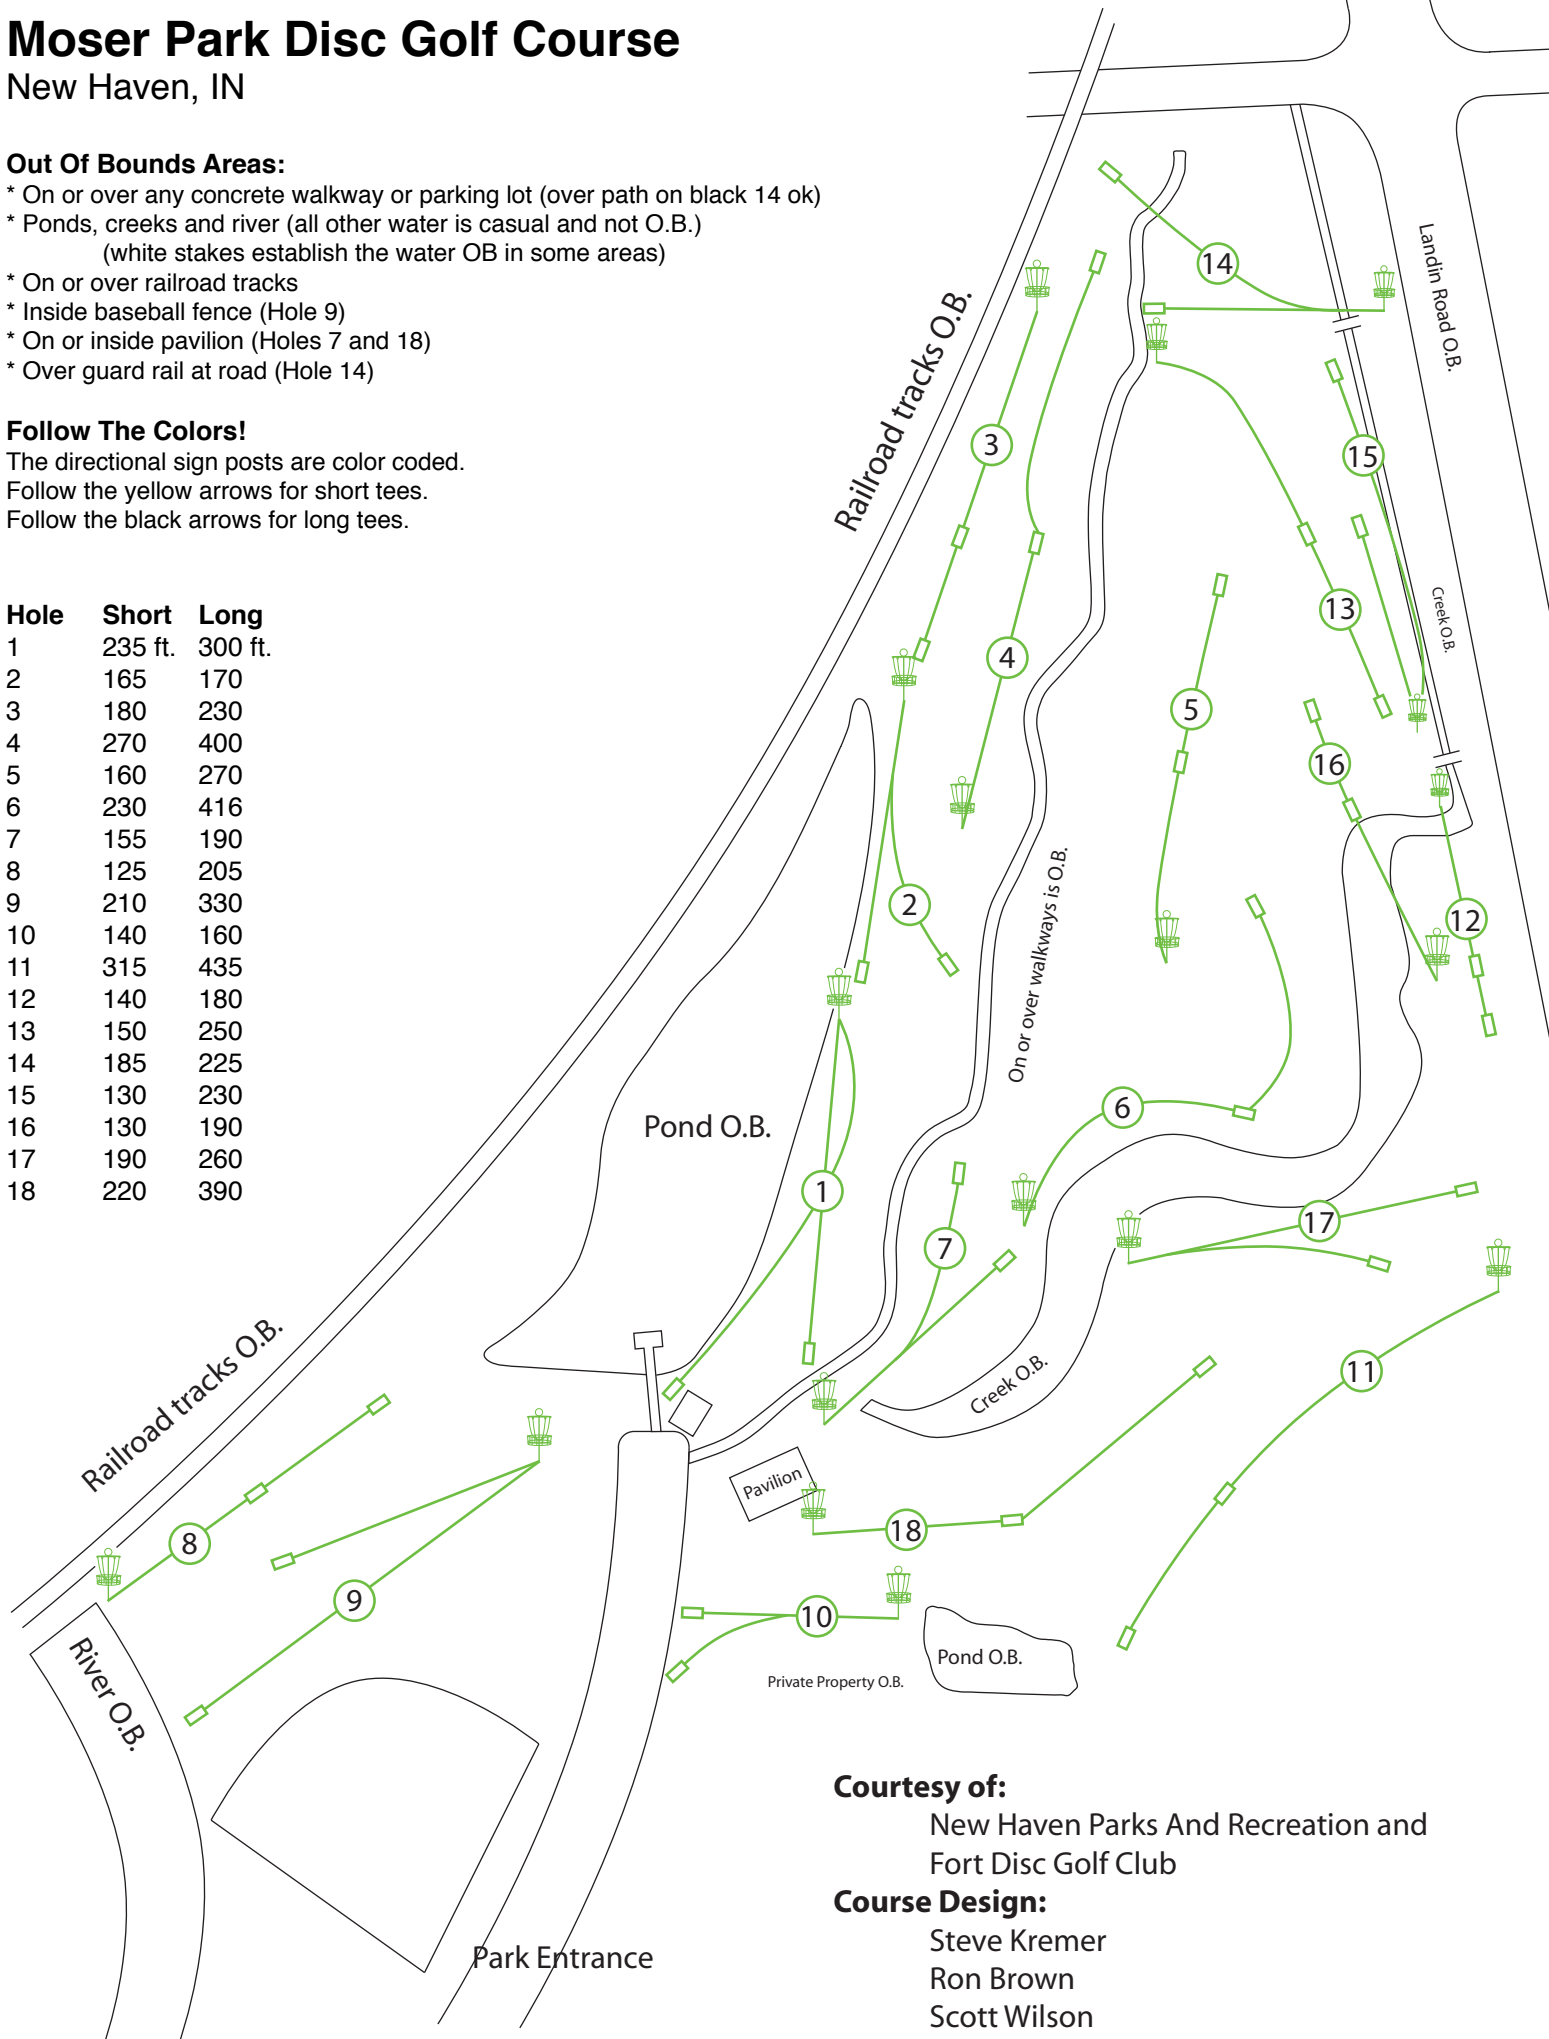 Moser Park Disc Golf Course
New Haven, IN
Out Of Bounds Areas:
* On or over any concrete walkway or parking lot (over path on black 14 ok)
* Ponds, creeks and river (all other water is casual and not O.B.)
(white stakes establish the water OB in some areas)
* On or over railroad tracks
* Inside baseball fence (Hole 9)
* On or inside pavilion (Holes 7 and 18)
* Over guard rail at road (Hole 14)
Follow The Colors!
The directional sign posts are color coded.
Follow the yellow arrows for short tees.
Follow the black arrows for long tees.
Hole Short Long
1 235 ft. 300 ft.
2 165 170
3 180 230
4 270 400
5 160 270
6 230 416
7 155 190
8 125 205
9 210 330
10 140 160
11 315 435
12 140 180
13 150 250
14 185 225
15 130 230
16 130 190
17 190 260
18 220 390
14
Landin Road O.B.
Railroad tracks O.B.
3
15
Creek O.B.
13
4
5
16
2
12
On or over walkways is O.B.
6
Pond O.B.
1
17
7
Creek O.B.
11
Railroad tracks O.B.
Pavilion
8
18
9
10
Pond O.B.
Private Property O.B.
River O.B.
Park Entrance
Courtesy of:
New Haven Parks And Recreation and
Fort Disc Golf Club
Course Design:
Steve Kremer
Ron Brown
Scott Wilson